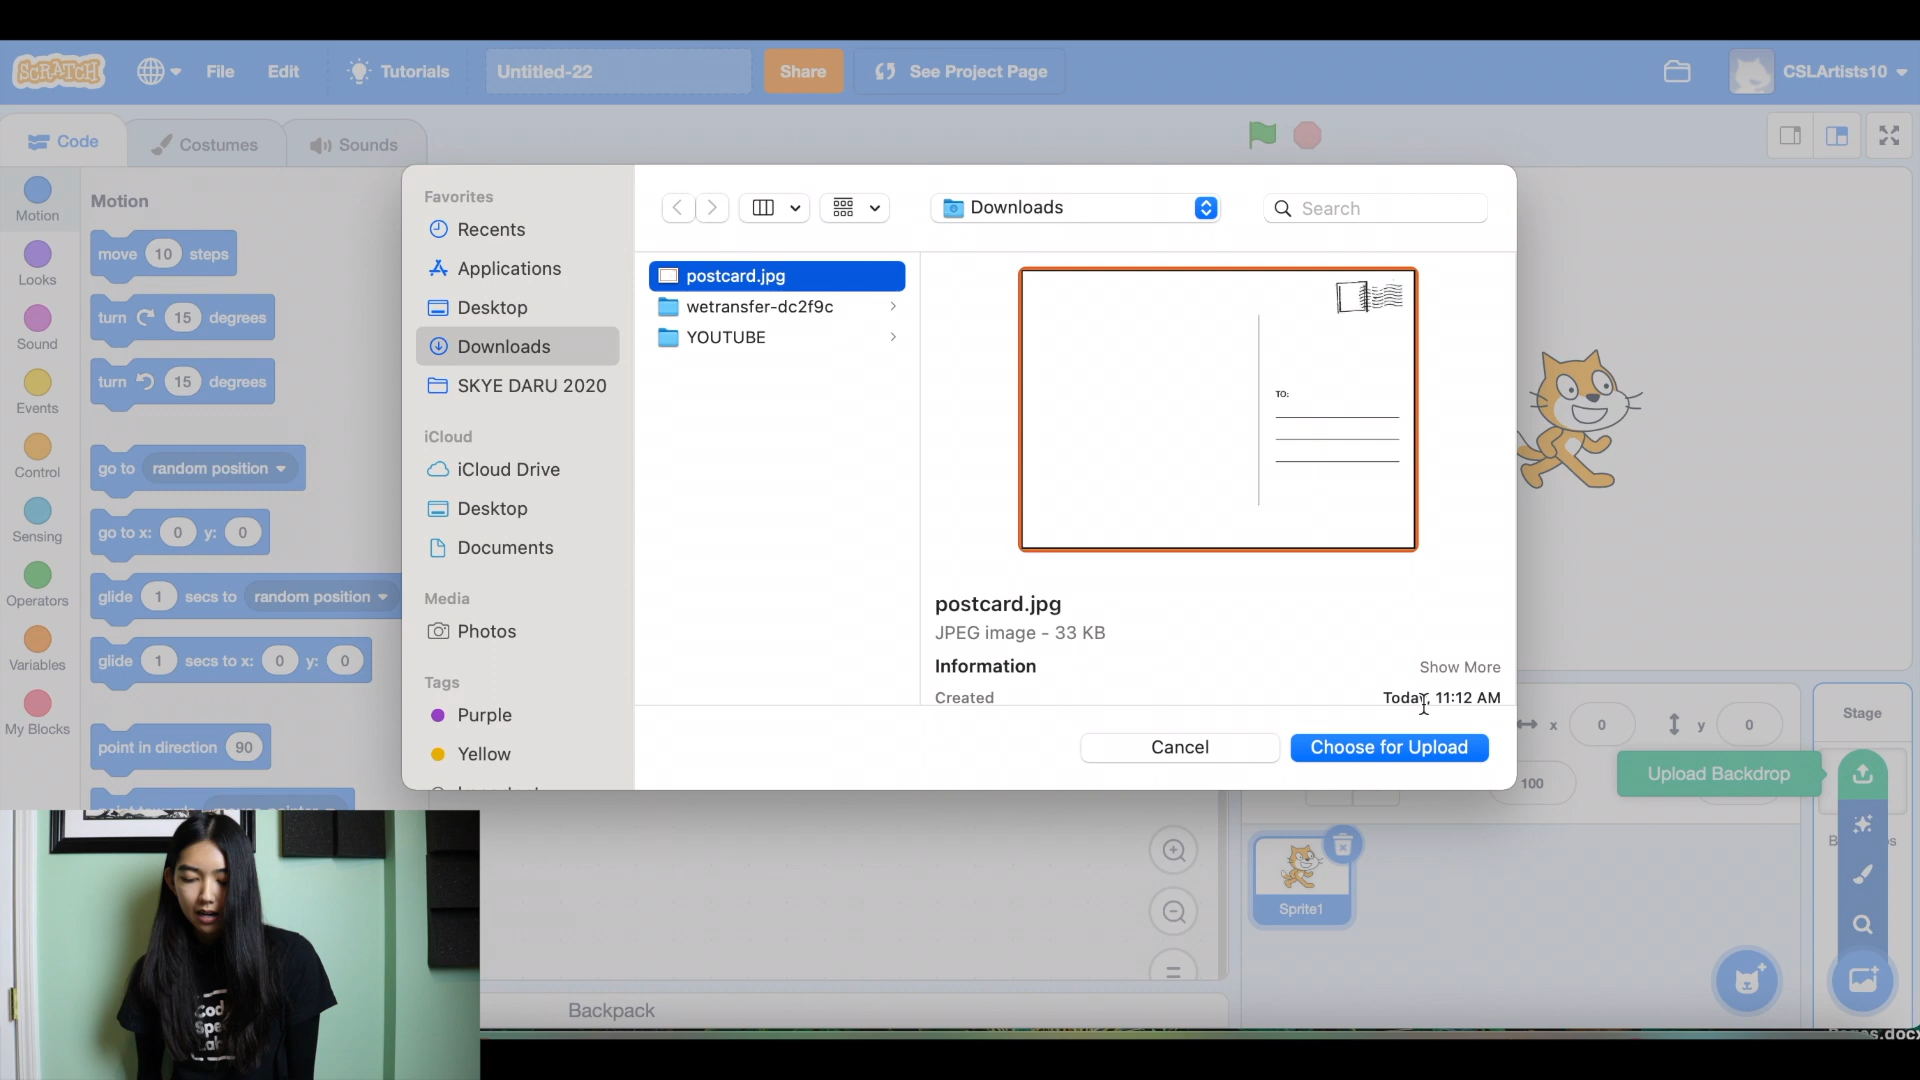 SCRATCH
File
Edit
Tutorials
Untitled-22
Share
See Project Page
CSLArtists10
Code
Costumes
Sounds
Motion
Looks
Sound
Events
Control
Sensing
Operators
Variables
My Blocks
Motion
move 10 steps
turn 15 degrees
turn 15 degrees
go to random position
go to x: 0 y: 0
glide 1 secs to random position
glide 1 secs to x: 0 y: 0
point in direction 90
Favorites
Recents
Applications
Desktop
Downloads
SKYE DARU 2020
iCloud
iCloud Drive
Desktop
Documents
Media
Photos
Tags
Purple
Yellow
Downloads
Search
postcard.jpg
wetransfer-dc2f9c
YOUTUBE
TO:
postcard.jpg
JPEG image - 33 KB
Information
Show More
Created
Today, 11:12 AM
Cancel
Choose for Upload
x 0
y 0
100
Stage
Upload Backdrop
Sprite1
Backpack